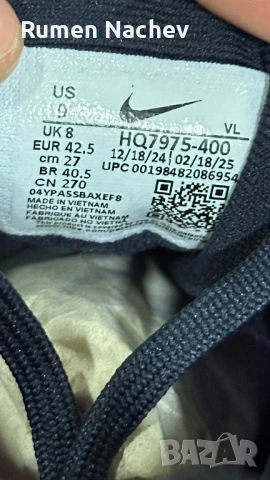 Rumen Nachev
US
9
VL
UK 8
HQ7975-400
EUR 42.5
12/18/24 02/18/25
cm 27
UPC 00198482086954
BR 40.5
CN 270
04YPASSBAXEF8
MADE IN VIETNAM
HECHO EN VIETNAM
FABRIQUÉ AU VIETNAM
FABRICADO NO VIETNAM
BAZAR